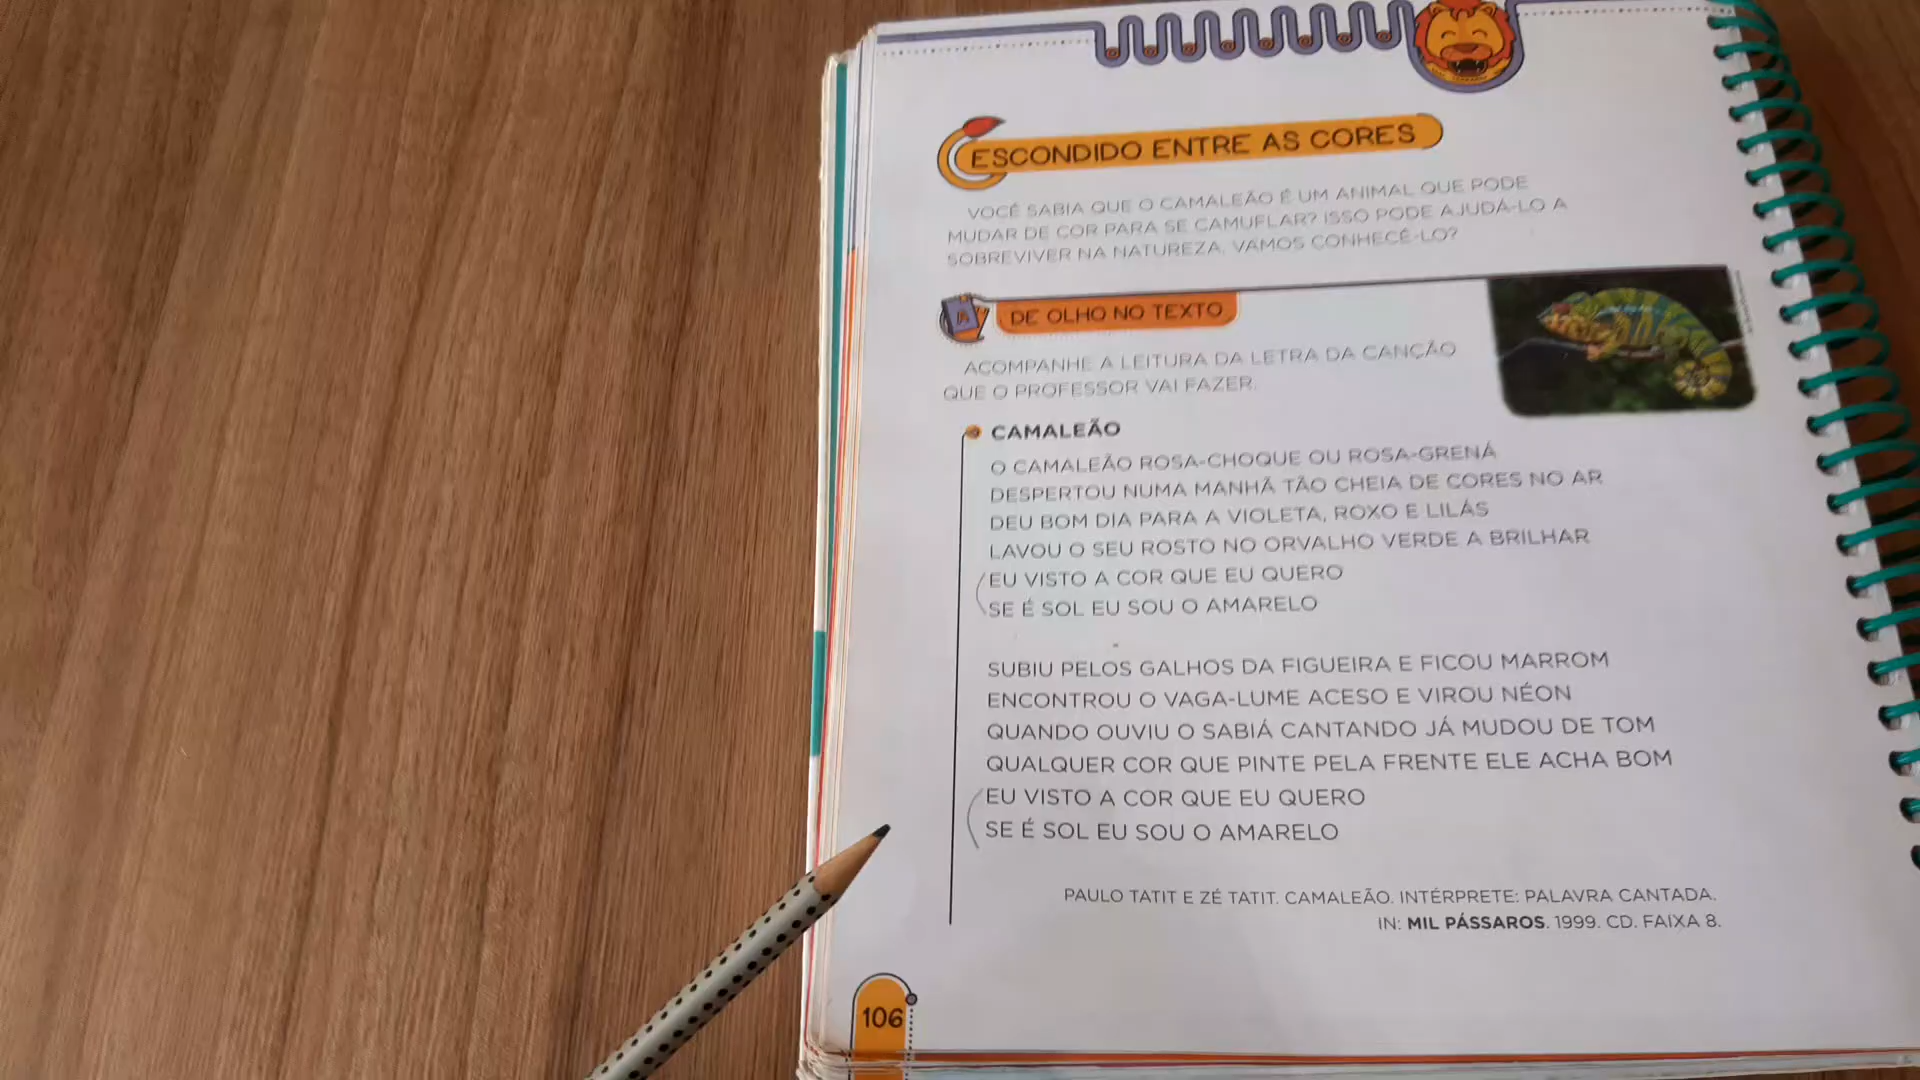 ESCONDIDO ENTRE AS CORES
VOCÊ SABIA QUE O CAMALEÃO É UM ANIMAL QUE PODE
MUDAR DE COR PARA SE CAMUFLAR? ISSO PODE AJUDÁ-LO A
SOBREVIVER NA NATUREZA. VAMOS CONHECÊ-LO?
DE OLHO NO TEXTO
ACOMPANHE A LEITURA DA LETRA DA CANÇÃO
QUE O PROFESSOR VAI FAZER.
CAMALEÃO
O CAMALEÃO ROSA-CHOQUE OU ROSA-GRENÁ
DESPERTOU NUMA MANHÃ TÃO CHEIA DE CORES NO AR
DEU BOM DIA PARA A VIOLETA, ROXO E LILÁS
LAVOU O SEU ROSTO NO ORVALHO VERDE A BRILHAR
EU VISTO A COR QUE EU QUERO
SE É SOL EU SOU O AMARELO
SUBIU PELOS GALHOS DA FIGUEIRA E FICOU MARROM
ENCONTROU O VAGA-LUME ACESO E VIROU NÉON
QUANDO OUVIU O SABIÁ CANTANDO JÁ MUDOU DE TOM
QUALQUER COR QUE PINTE PELA FRENTE ELE ACHA BOM
EU VISTO A COR QUE EU QUERO
SE É SOL EU SOU O AMARELO
PAULO TATIT E ZÉ TATIT. CAMALEÃO. INTÉRPRETE: PALAVRA CANTADA.
IN: MIL PÁSSAROS. 1999. CD. FAIXA 8.
106